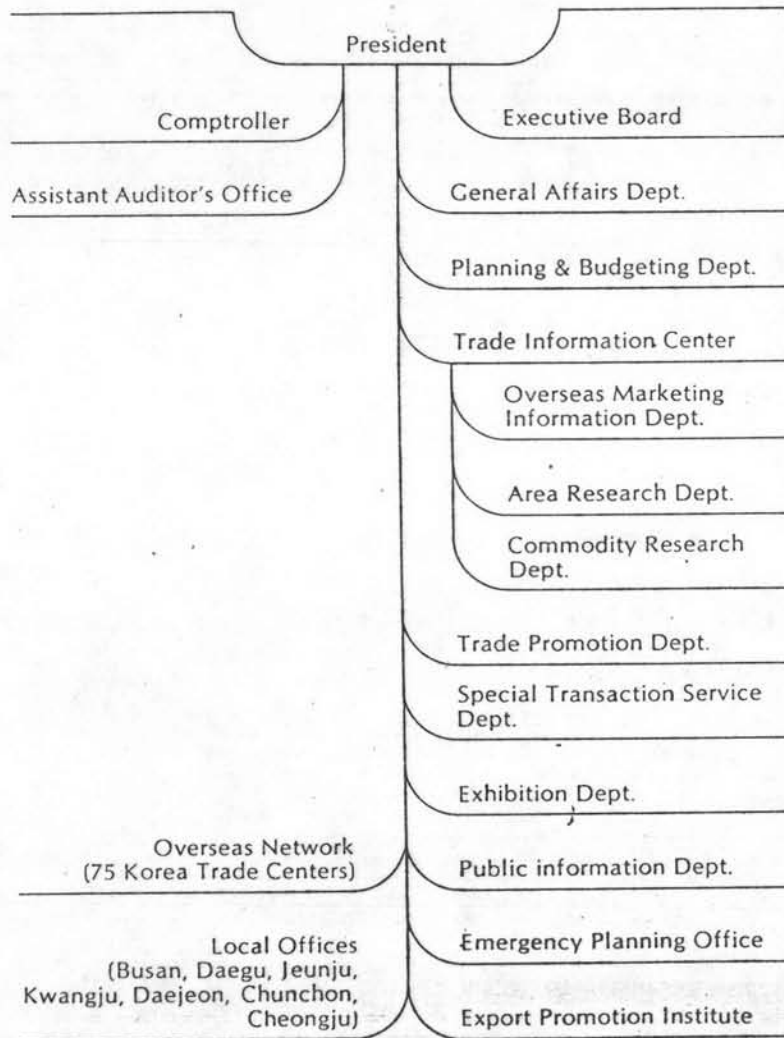 President
Comptroller
Executive Board
Assistant Auditor's Office
General Affairs Dept.
Planning & Budgeting Dept.
Trade Information Center
Overseas Marketing
Information Dept.
Area Research Dept.
Commodity Research
Dept.
Trade Promotion Dept.
Special Transaction Service
Dept.
Exhibition Dept.
Overseas Network
(75 Korea Trade Centers)
Public information Dept.
Local Offices
(Busan, Daegu, Jeunju,
Kwangju, Daejeon, Chunchon,
Cheongju)
Emergency Planning Office
Export Promotion Institute